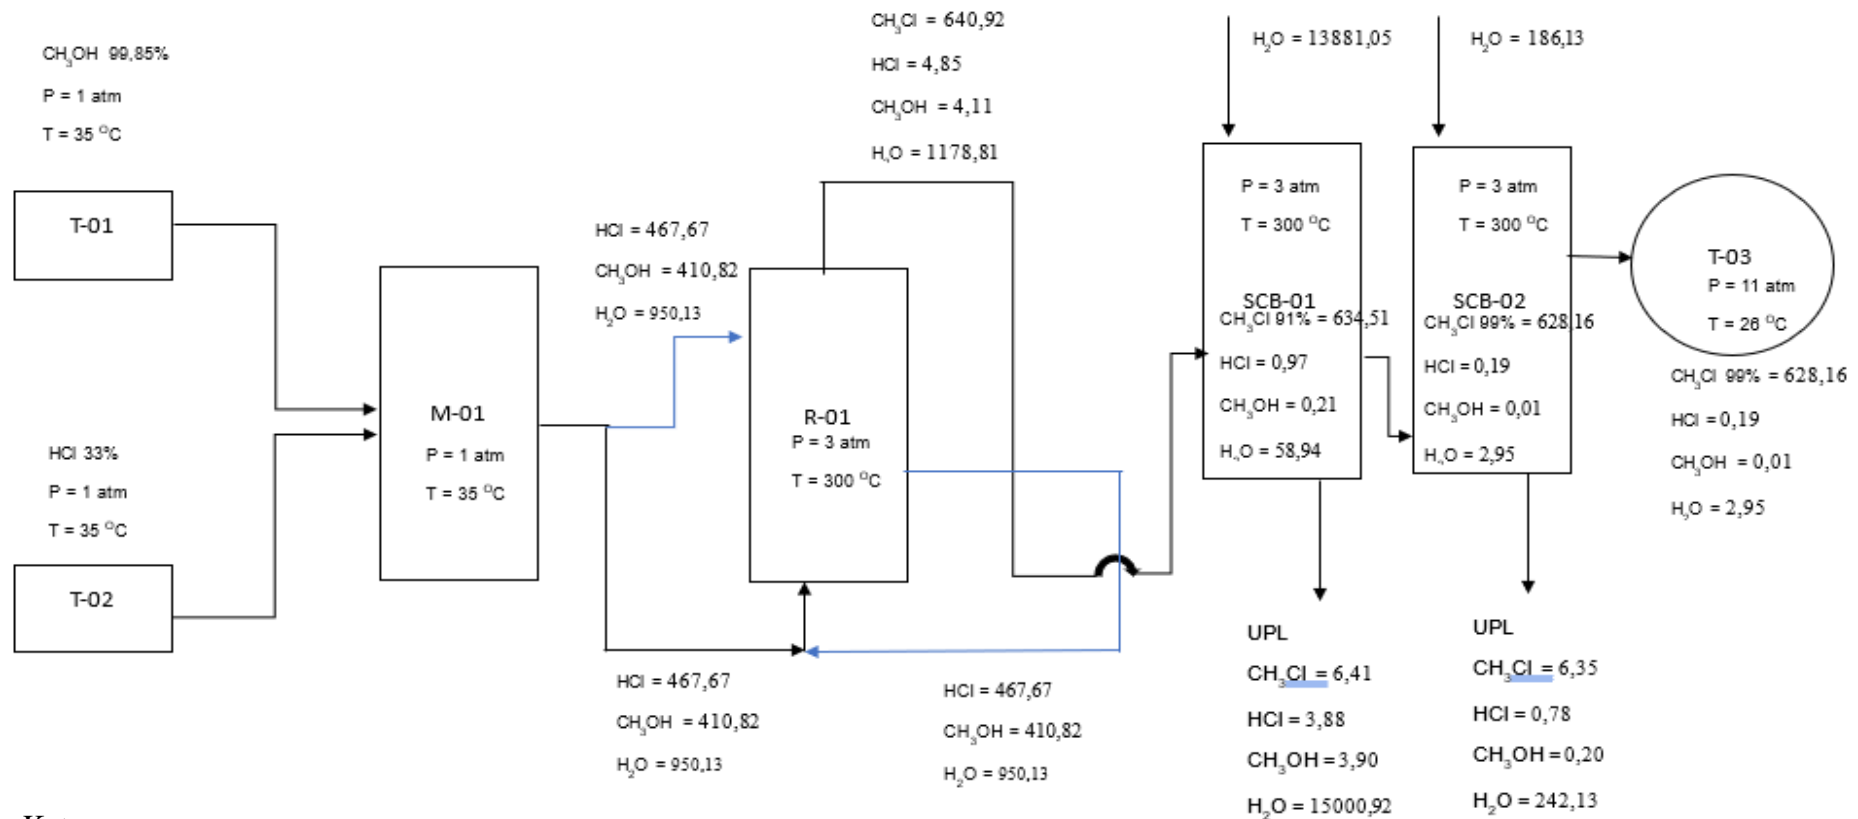 CH₃OH 99,85%
P = 1 atm
T = 35 ᴼC
T-01
HCl 33%
P = 1 atm
T = 35 ᴼC
T-02
M-01
P = 1 atm
T = 35 ᴼC
HCl = 467,67
CH₃OH = 410,82
H₂O = 950,13
HCl = 467,67
CH₃OH = 410,82
H₂O = 950,13
R-01
P = 3 atm
T = 300 ᴼC
CH₃Cl = 640,92
HCl = 4,85
CH₃OH = 4,11
H₂O = 1178,81
HCl = 467,67
CH₃OH = 410,82
H₂O = 950,13
H₂O = 13881,05
P = 3 atm
T = 300 ᴼC
SCB-01
CH₃Cl 91% = 634,51
HCl = 0,97
CH₃OH = 0,21
H₂O = 58,94
UPL
CH₃Cl = 6,41
HCl = 3,88
CH₃OH = 3,90
H₂O = 15000,92
H₂O = 186,13
P = 3 atm
T = 300 ᴼC
SCB-02
CH₃Cl 99% = 628,16
HCl = 0,19
CH₃OH = 0,01
H₂O = 2,95
UPL
CH₃Cl = 6,35
HCl = 0,78
CH₃OH = 0,20
H₂O = 242,13
T-03
P = 11 atm
T = 26 ᴼC
CH₃Cl 99% = 628,16
HCl = 0,19
CH₃OH = 0,01
H₂O = 2,95